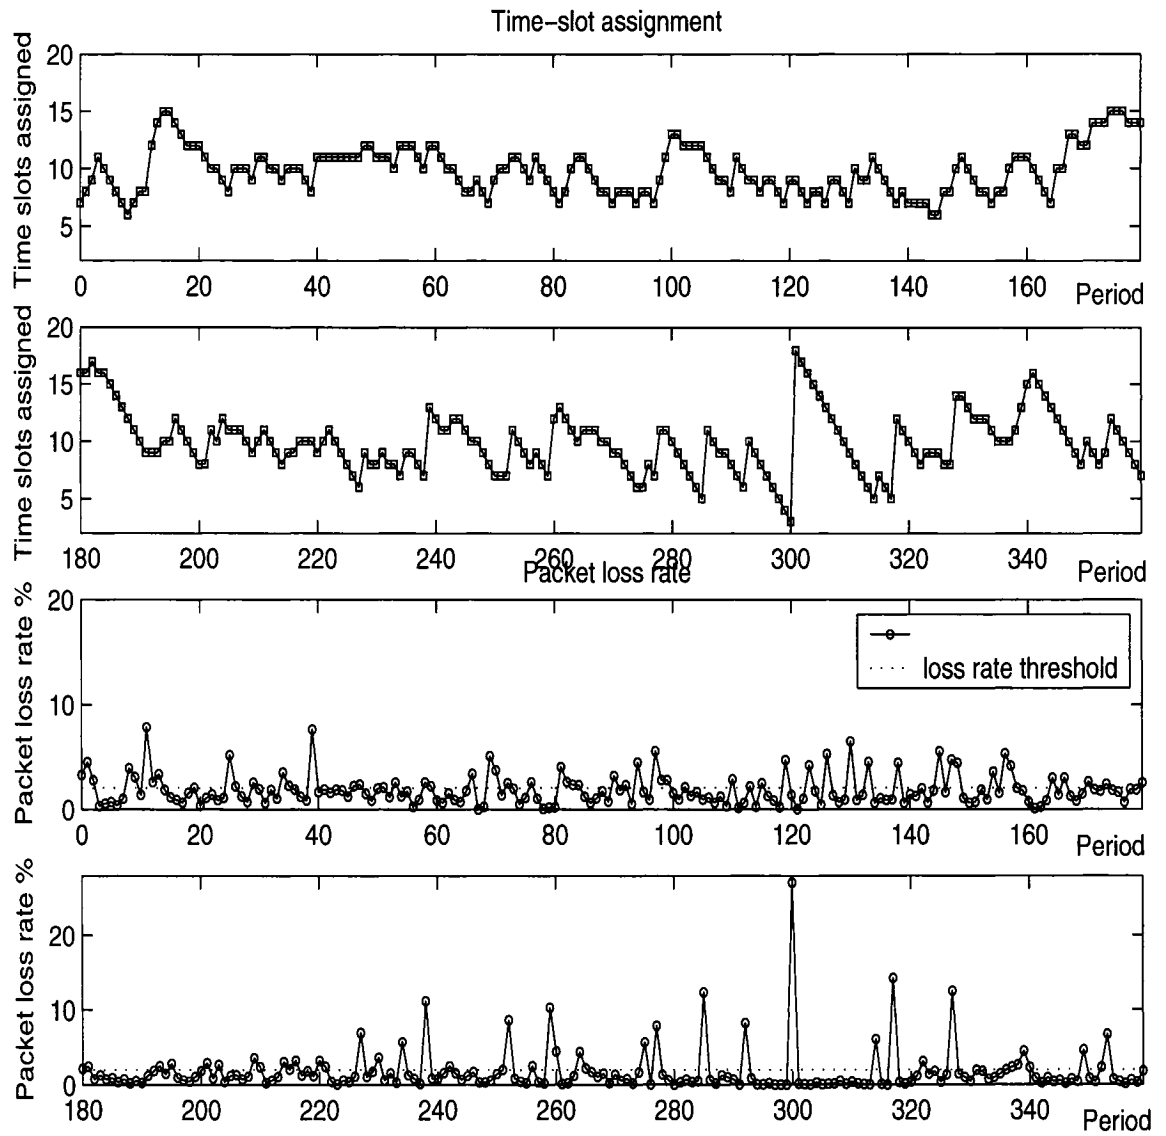 Time-slot assignment
Time slots assigned
20
15
10
5
0 20 40 60 80 100 120 140 160
Period
Time slots assigned
20
15
10
5
180 200 220 240 260 280 300 320 340
Period
Packet loss rate
Packet loss rate %
20
10
0
loss rate threshold
0 20 40 60 80 100 120 140 160
Period
Packet loss rate %
20
10
0
180 200 220 240 260 280 300 320 340
Period